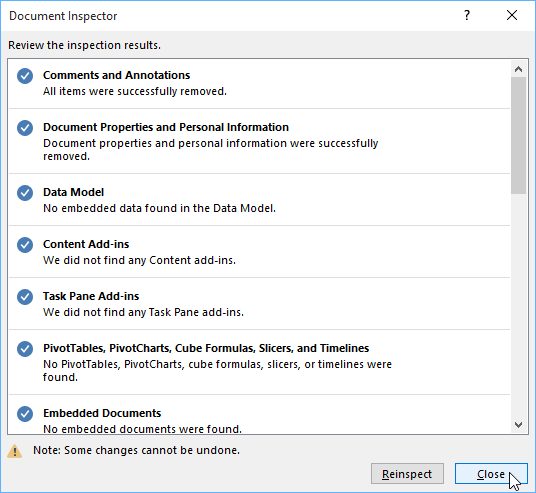 Document Inspector
?
Review the inspection results.
Comments and Annotations
All items were successfully removed.
Document Properties and Personal Information
Document properties and personal information were successfully
removed.
Data Model
No embedded data found in the Data Model.
Content Add-ins
We did not find any Content add-ins.
Task Pane Add-ins
We did not find any Task Pane add-ins.
PivotTables, PivotCharts, Cube Formulas, Slicers, and Timelines
No PivotTables, PivotCharts, cube formulas, slicers, or timelines were
found.
Embedded Documents
No embedded documents were found.
Note: Some changes cannot be undone.
Reinspect
Close